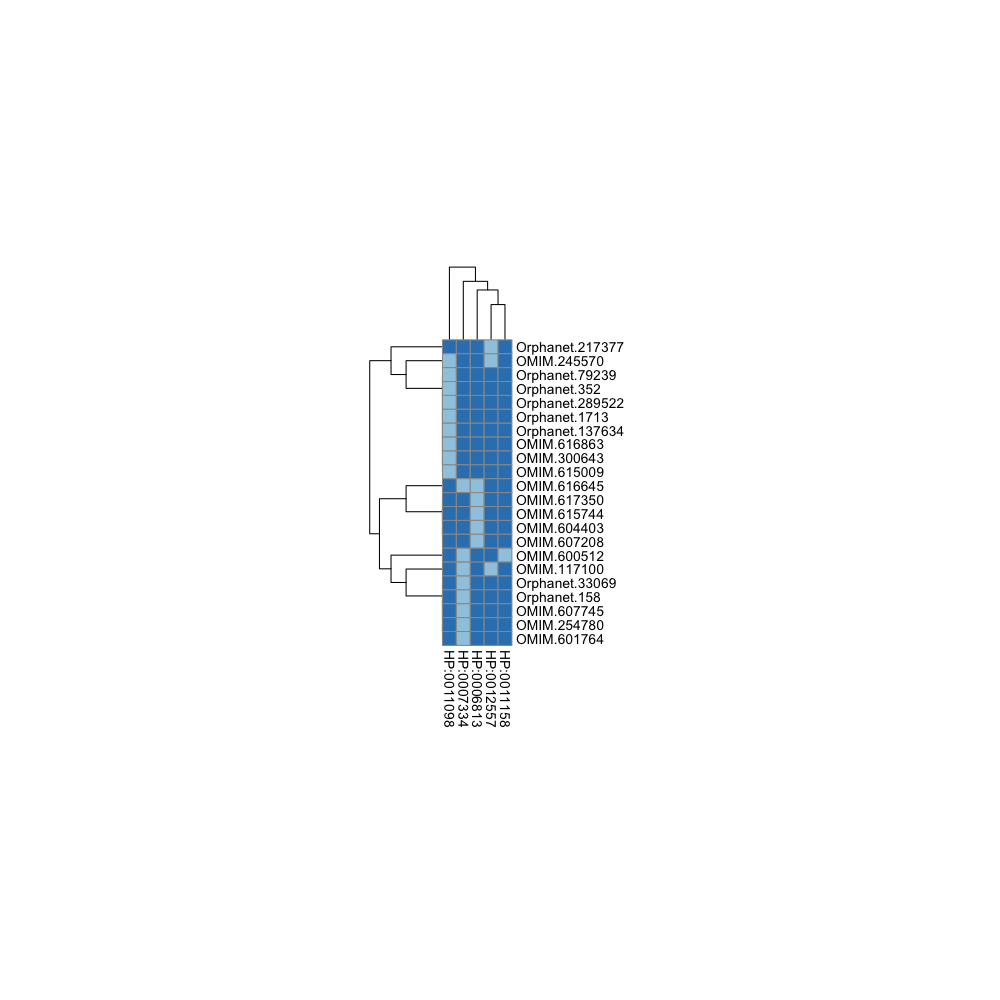 Orphanet.217377
OMIM.245570
Orphanet.79239
Orphanet.352
Orphanet.289522
Orphanet.1713
Orphanet.137634
OMIM.616863
OMIM.300643
OMIM.615009
OMIM.616645
OMIM.617350
OMIM.615744
OMIM.604403
OMIM.607208
OMIM.600512
OMIM.117100
Orphanet.33069
Orphanet.158
OMIM.607745
OMIM.254780
OMIM.601764
HP:0011098
HP:0007334
HP:0006813
HP:0012557
HP:0011158